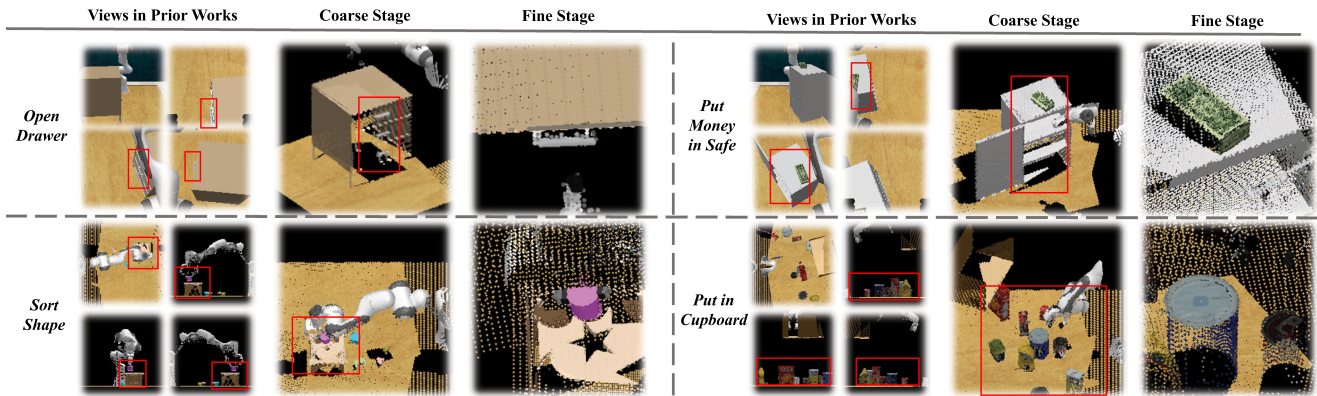 Views in Prior Works Coarse Stage Fine Stage Views in Prior Works Coarse Stage Fine Stage
Open
Drawer
Put
Money
in Safe
Sort
Shape
Put in
Cupboard